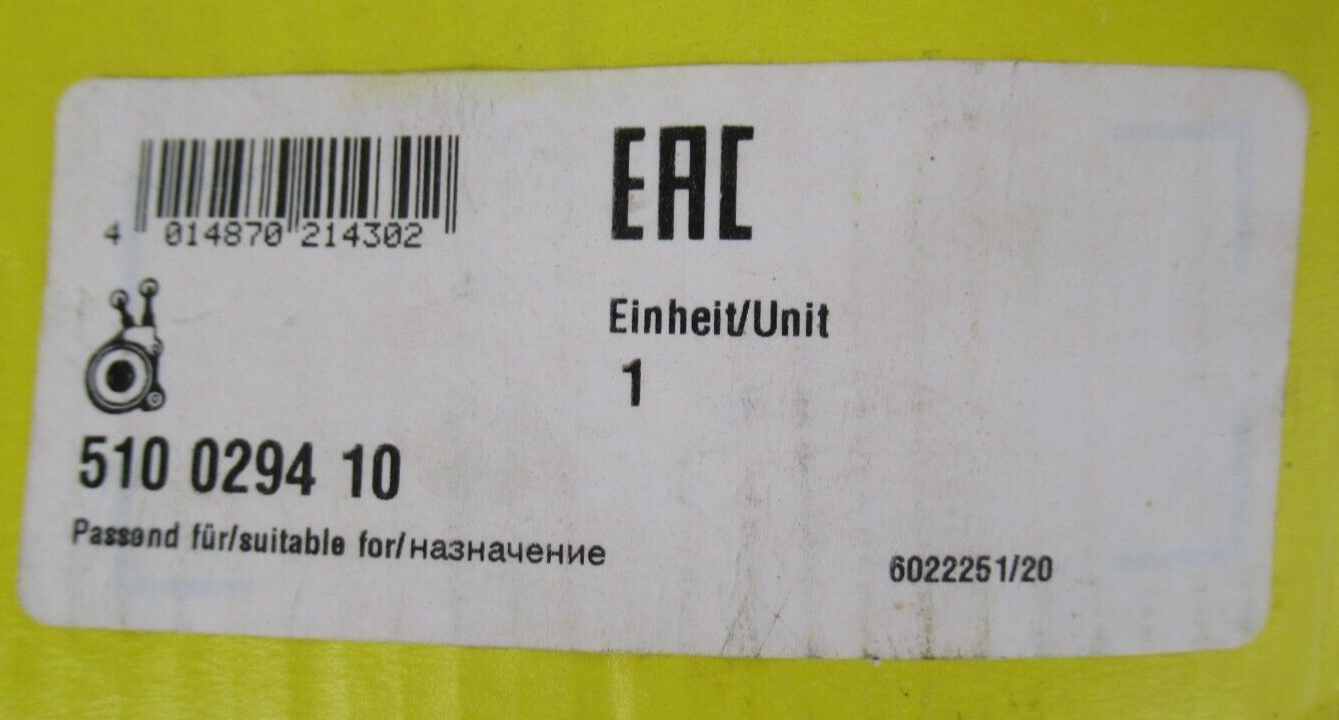 EAC
4 014870 214302
Einheit/Unit
1
510 0294 10
Passend für/suitable for/назначение
6022251/20